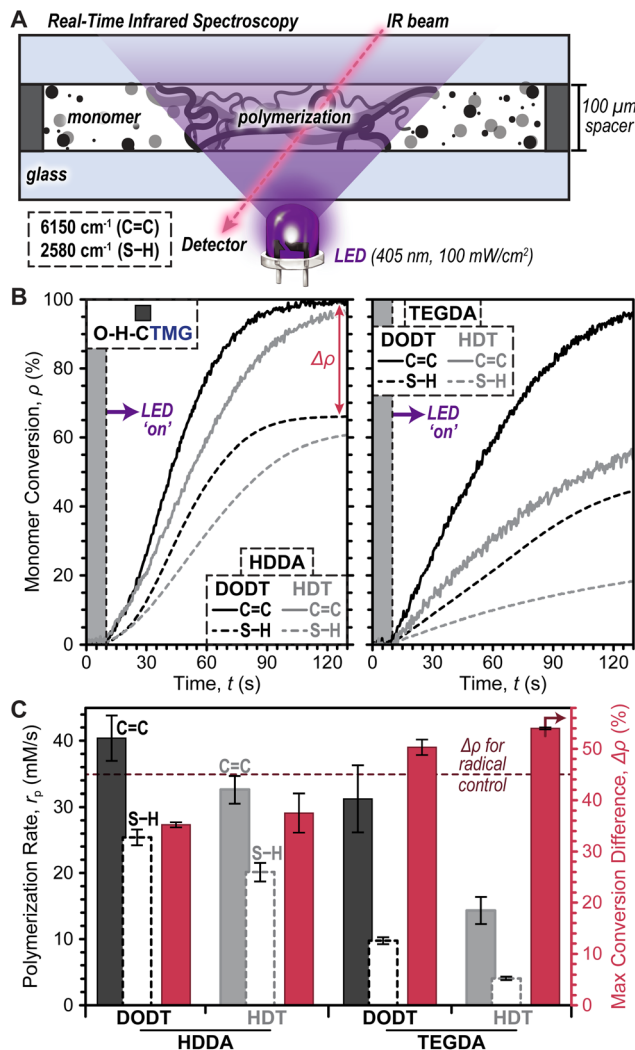 A
Real-Time Infrared Spectroscopy
IR beam
monomer
polymerization
100 µm
spacer
glass
6150 cm⁻¹ (C=C)
2580 cm⁻¹ (S–H)
Detector
LED (405 nm, 100 mW/cm²)
B
Monomer Conversion, ρ (%)
100
80
60
40
20
0
O-H-CTMG
LED
‘on’
Δρ
HDDA
DODT HDT
C=C C=C
S–H S–H
0 30 60 90 120
Time, t (s)
TEGDA
DODT HDT
C=C C=C
S–H S–H
LED
‘on’
0 30 60 90 120
Time, t (s)
C
Polymerization Rate, rp (mM/s)
40
30
20
10
0
C=C
S–H
C=C
S–H
Δρ for
radical
control
50
40
30
20
10
0
Max Conversion Difference, Δρ (%)
DODT HDT DODT HDT
HDDA TEGDA